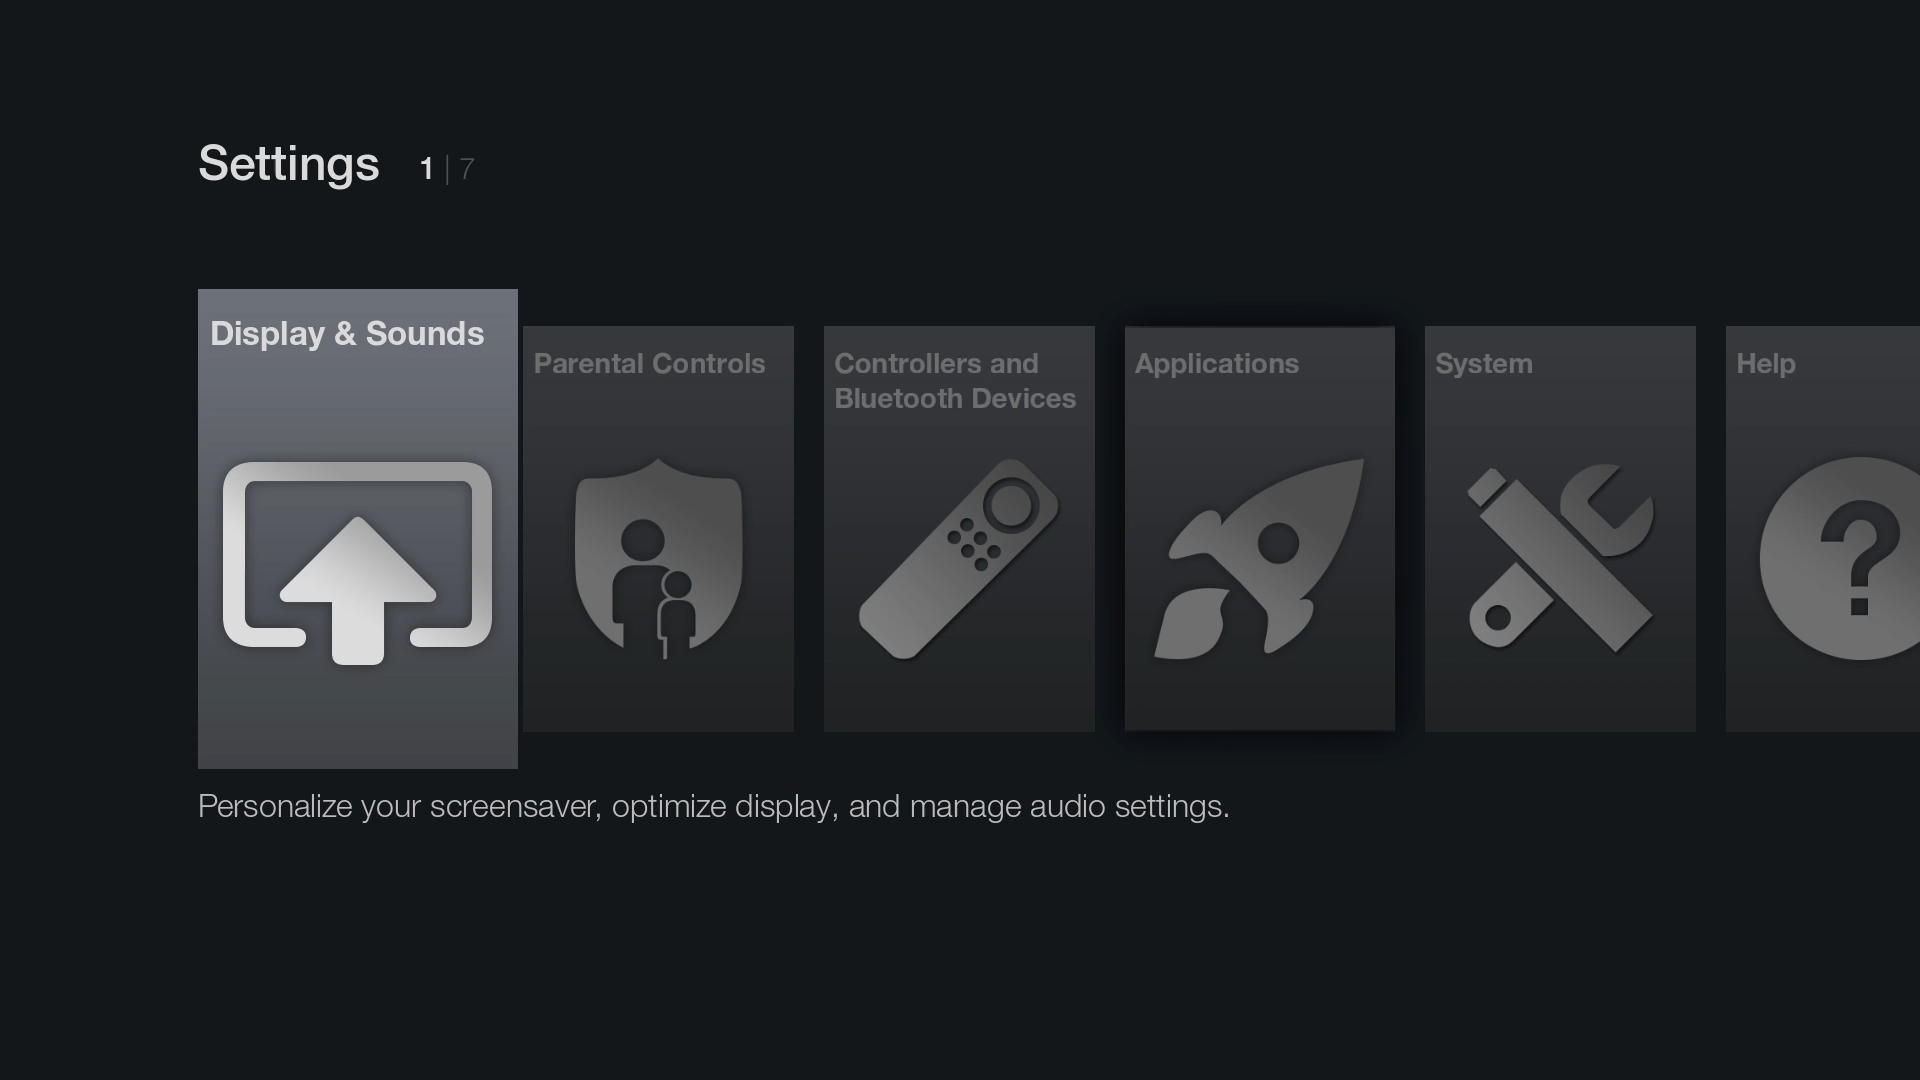 Settings 1 | 7
Display & Sounds
Parental Controls
Controllers and
Bluetooth Devices
Applications
System
Help
Personalize your screensaver, optimize display, and manage audio settings.